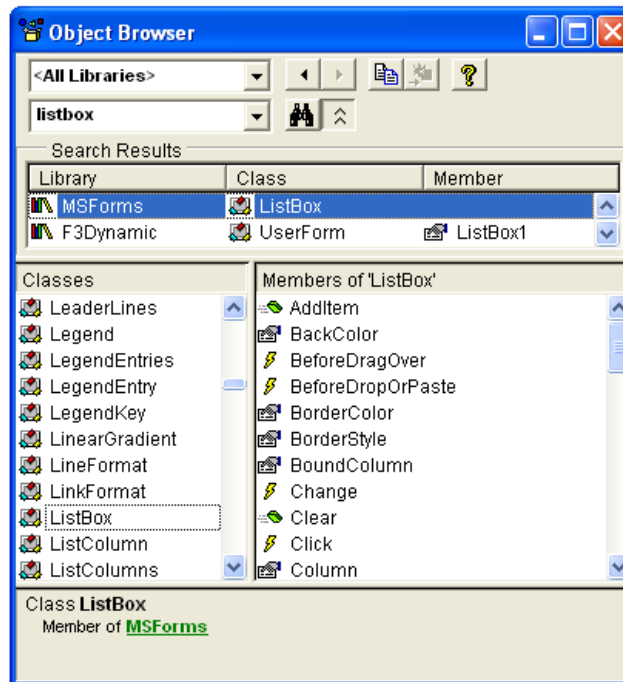 Object Browser
<All Libraries>
listbox
Search Results
Library Class Member
MSForms ListBox
F3Dynamic UserForm ListBox1
Classes
LeaderLines
Legend
LegendEntries
LegendEntry
LegendKey
LinearGradient
LineFormat
LinkFormat
ListBox
ListColumn
ListColumns
Members of 'ListBox'
AddItem
BackColor
BeforeDragOver
BeforeDropOrPaste
BorderColor
BorderStyle
BoundColumn
Change
Clear
Click
Column
Class ListBox
Member of MSForms